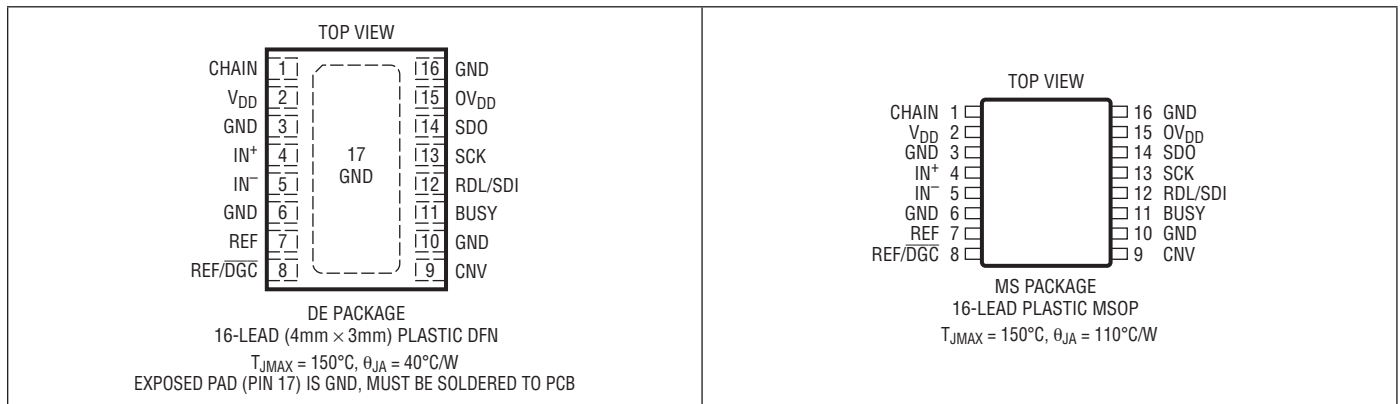 TOP VIEW
CHAIN 1 16 GND
VDD 2 15 OVDD
GND 3 14 SDO
IN+ 4 13 SCK
IN− 5 12 RDL/SDI
GND 6 11 BUSY
REF 7 10 GND
REF/DGC 8 9 CNV
17
GND
DE PACKAGE
16-LEAD (4mm × 3mm) PLASTIC DFN
TJMAX = 150°C, θJA = 40°C/W
EXPOSED PAD (PIN 17) IS GND, MUST BE SOLDERED TO PCB
TOP VIEW
CHAIN 1 16 GND
VDD 2 15 OVDD
GND 3 14 SDO
IN+ 4 13 SCK
IN− 5 12 RDL/SDI
GND 6 11 BUSY
REF 7 10 GND
REF/DGC 8 9 CNV
MS PACKAGE
16-LEAD PLASTIC MSOP
TJMAX = 150°C, θJA = 110°C/W